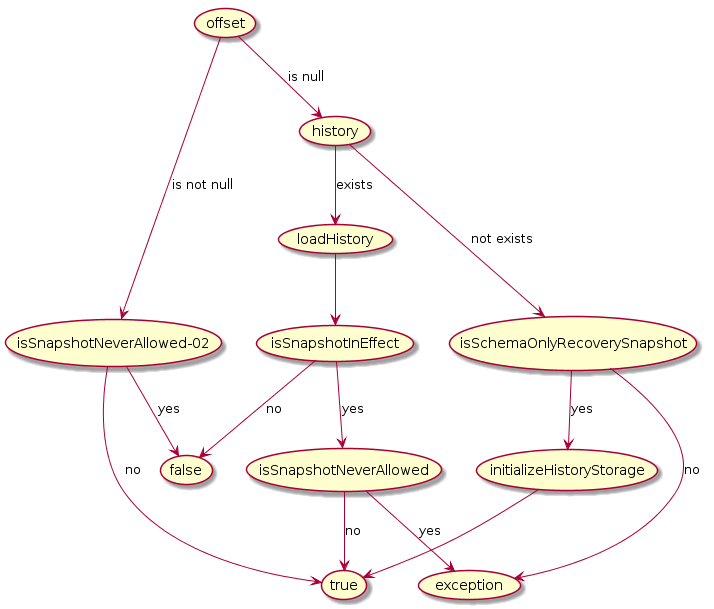 offset
is null
history
is not null
exists
loadHistory
not exists
isSnapshotNeverAllowed-02
isSnapshotInEffect
isSchemaOnlyRecoverySnapshot
yes
no
yes
yes
false
isSnapshotNeverAllowed
initializeHistoryStorage
no
no
no
yes
true
exception